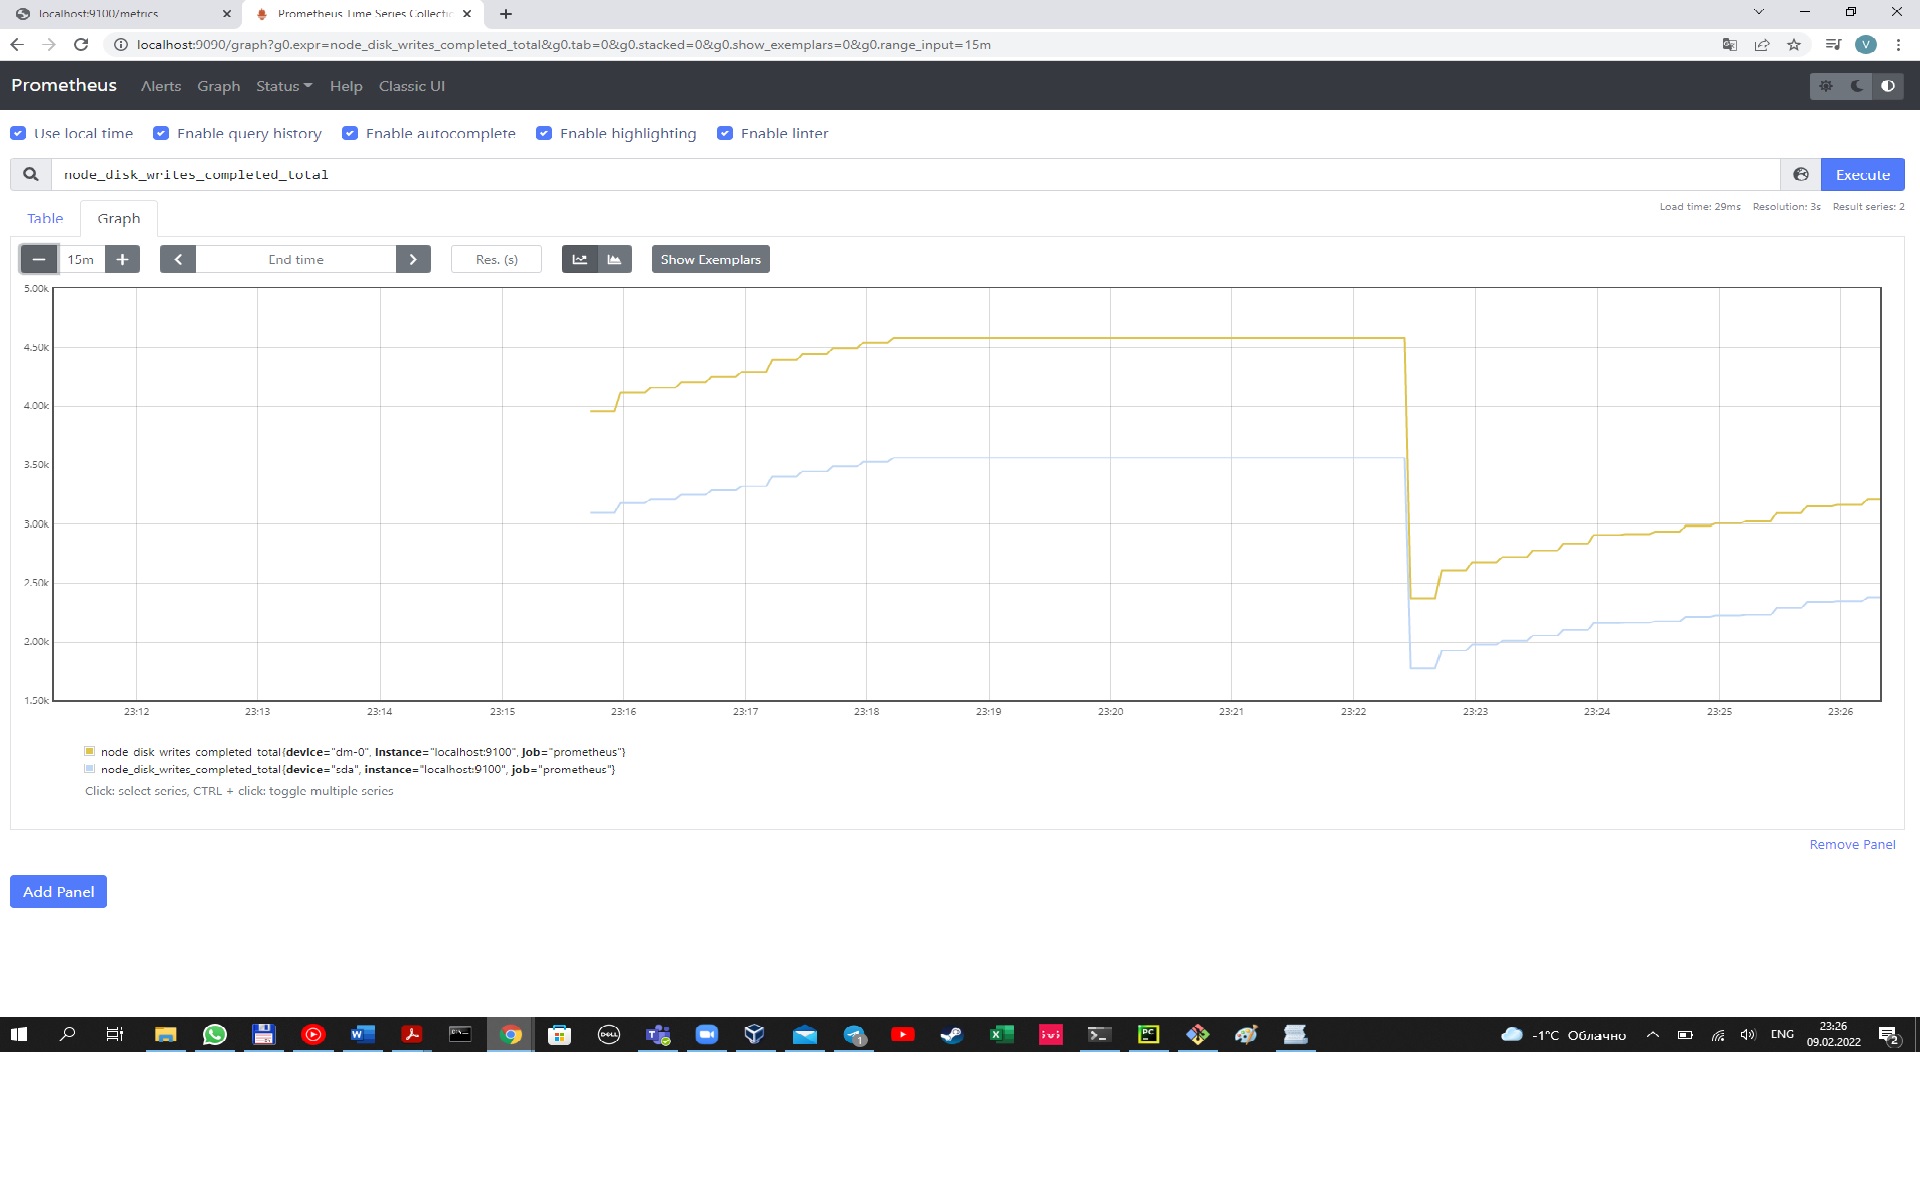 localhost:9100/metrics
Prometheus Time Series Collectic
localhost:9090/graph?g0.expr=node_disk_writes_completed_total&g0.tab=0&g0.stacked=0&g0.show_exemplars=0&g0.range_input=15m
V
Prometheus Alerts Graph Status Help Classic UI
Use local time Enable query history Enable autocomplete Enable highlighting Enable linter
node_disk_writes_completed_total
Execute
Table Graph
Load time: 29ms Resolution: 3s Result series: 2
15m End time Res. (s) Show Exemplars
5.00k
4.50k
4.00k
3.50k
3.00k
2.50k
2.00k
1.50k
23:12 23:13 23:14 23:15 23:16 23:17 23:18 23:19 23:20 23:21 23:22 23:23 23:24 23:25 23:26
node_disk_writes_completed_total{device="dm-0", instance="localhost:9100", job="prometheus"}
node_disk_writes_completed_total{device="sda", instance="localhost:9100", job="prometheus"}
Click: select series, CTRL + click: toggle multiple series
Remove Panel
Add Panel
W DELL T 1 X ivi PC
-1°C Облачно ENG 23:26
09.02.2022
2